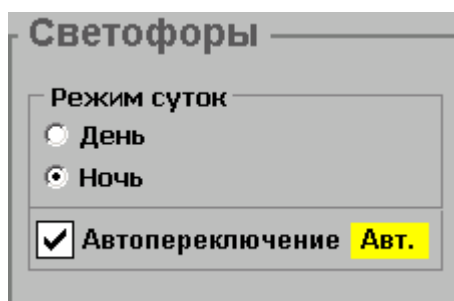 Светофоры
Режим суток
День
Ночь
Автопереключение Авт.